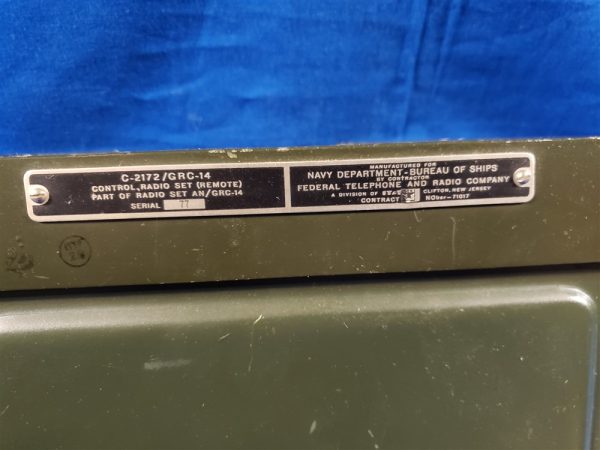 C-2172/GRC-14
CONTROL, RADIO SET (REMOTE)
PART OF RADIO SET AN/GRC-14
SERIAL 77
MANUFACTURED FOR
NAVY DEPARTMENT-BUREAU OF SHIPS
BY CONTRACTOR
FEDERAL TELEPHONE AND RADIO COMPANY
A DIVISION OF CLIFTON, NEW JERSEY
CONTRACT NObsr-71017